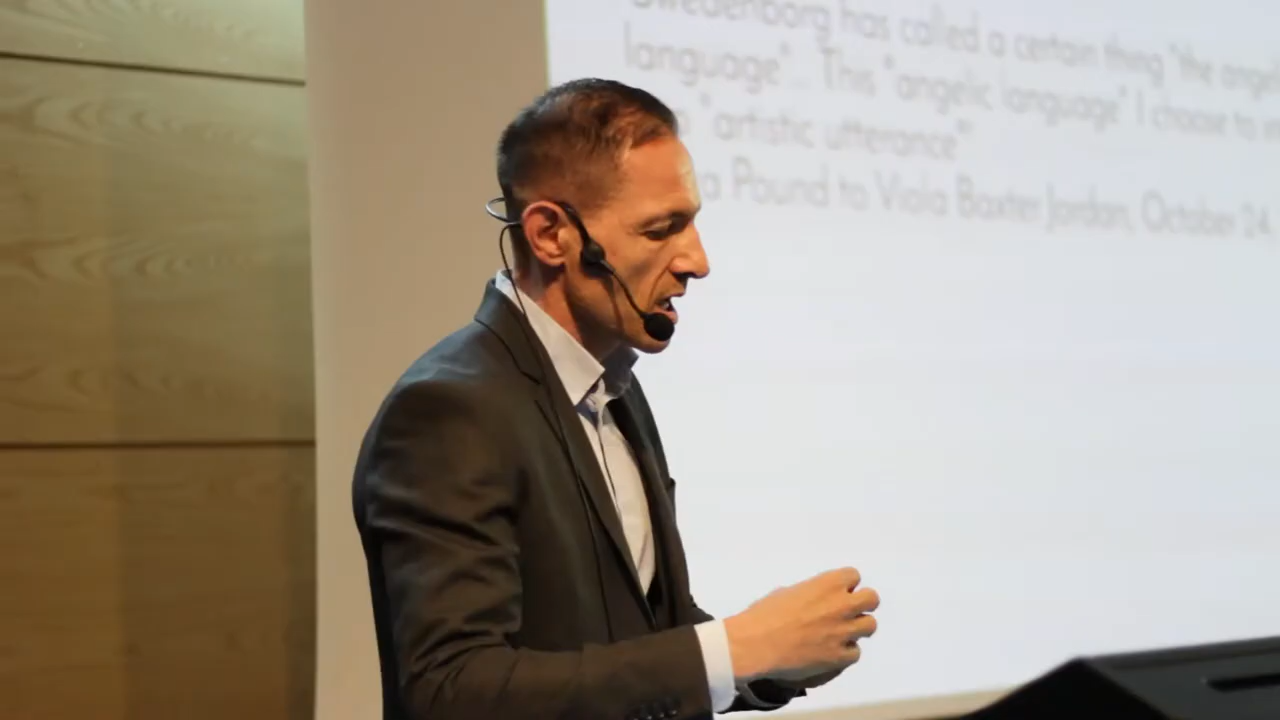 Swedenborg has called a certain thing "the angelic
language". This "angelic language" I choose to
"artistic utterance"
Pound to Viola Baxter Jordan, October 24,